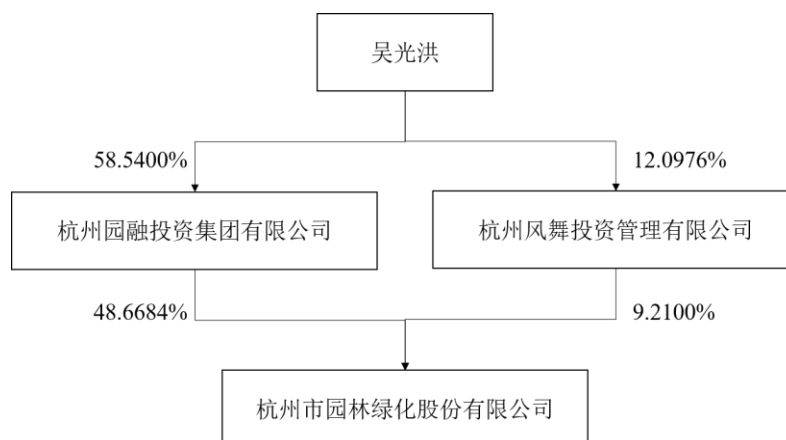 吴光洪
58.5400%
12.0976%
杭州园融投资集团有限公司
杭州风舞投资管理有限公司
48.6684%
9.2100%
杭州市园林绿化股份有限公司